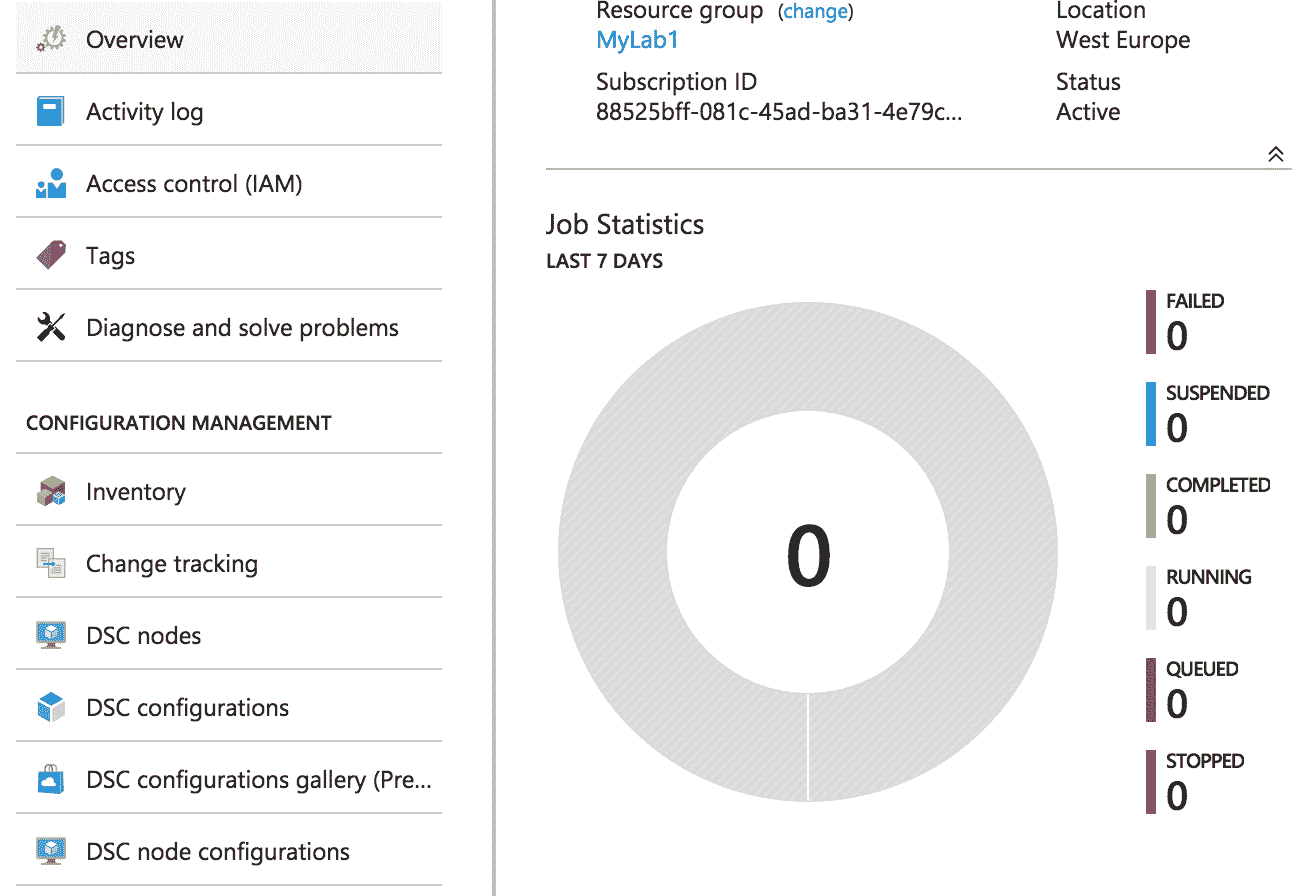 Overview
Activity log
Access control (IAM)
Tags
Diagnose and solve problems
CONFIGURATION MANAGEMENT
Inventory
Change tracking
DSC nodes
DSC configurations
DSC configurations gallery (Pre...
DSC node configurations
Resource group (change)
MyLab1
Subscription ID
88525bff-081c-45ad-ba31-4e79c...
Location
West Europe
Status
Active
Job Statistics
LAST 7 DAYS
0
FAILED
0
SUSPENDED
0
COMPLETED
0
RUNNING
0
QUEUED
0
STOPPED
0